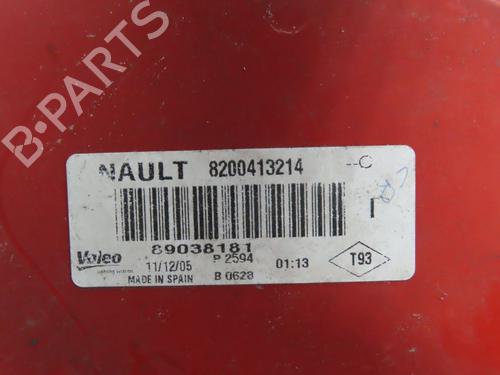 B-PARTS
NAULT 8200413214 --C
I
89038181
Valeo 11/12/05 P 2594 01:13 T93
MADE IN SPAIN B 0628